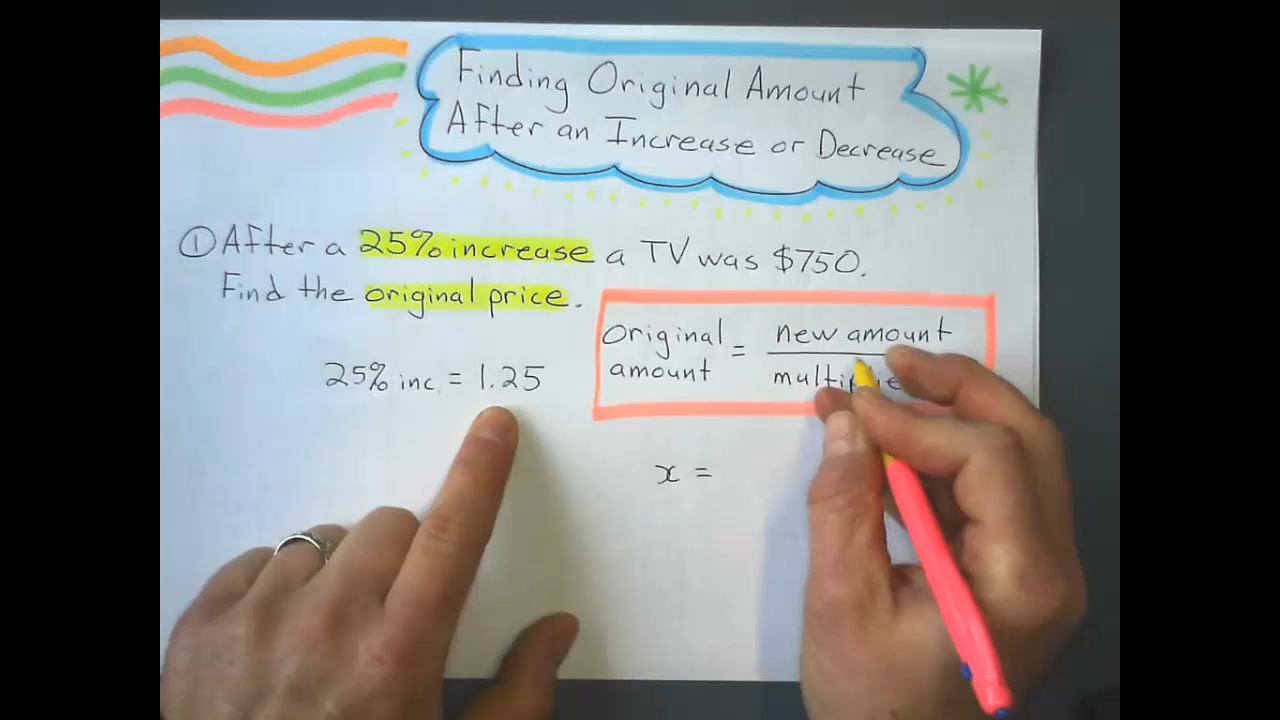 Finding Original Amount
After an Increase or Decrease
① After a 25% increase a TV was $750.
Find the original price.
Original amount = new amount
25% inc. = 1.25
x =